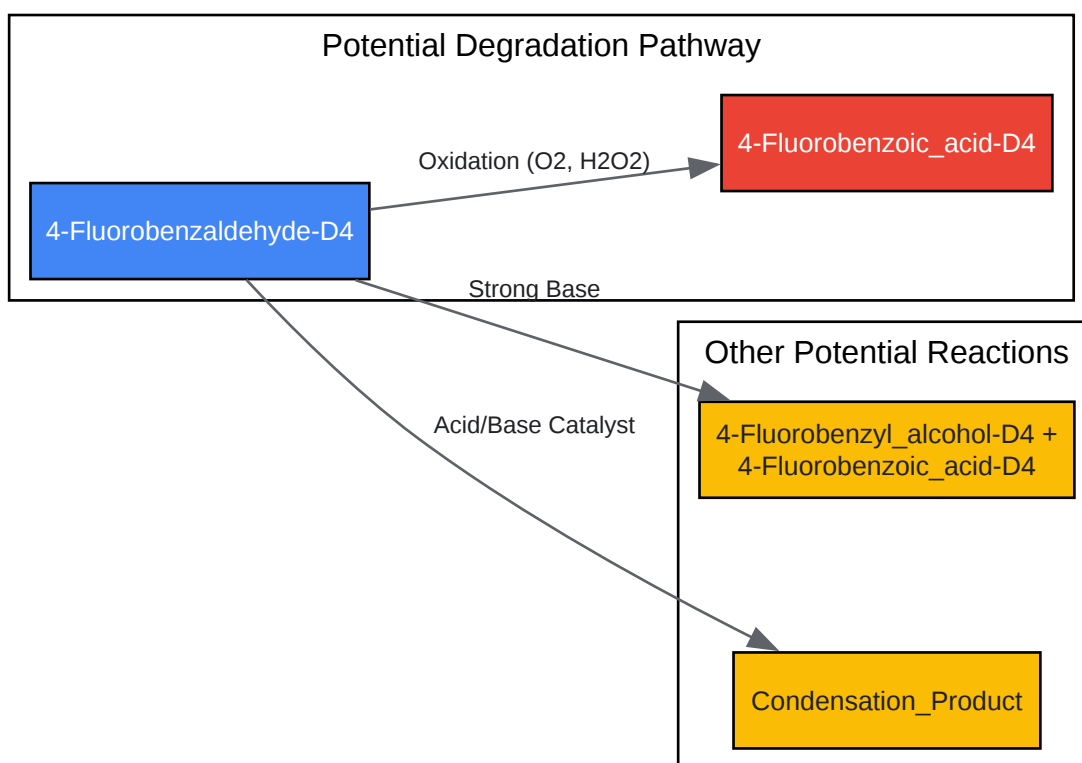 Potential Degradation Pathway
4-Fluorobenzoic_acid-D4
Oxidation (O2, H2O2)
4-Fluorobenzaldehyde-D4
Strong Base
Other Potential Reactions
4-Fluorobenzyl_alcohol-D4 +
4-Fluorobenzoic_acid-D4
Acid/Base Catalyst
Condensation_Product